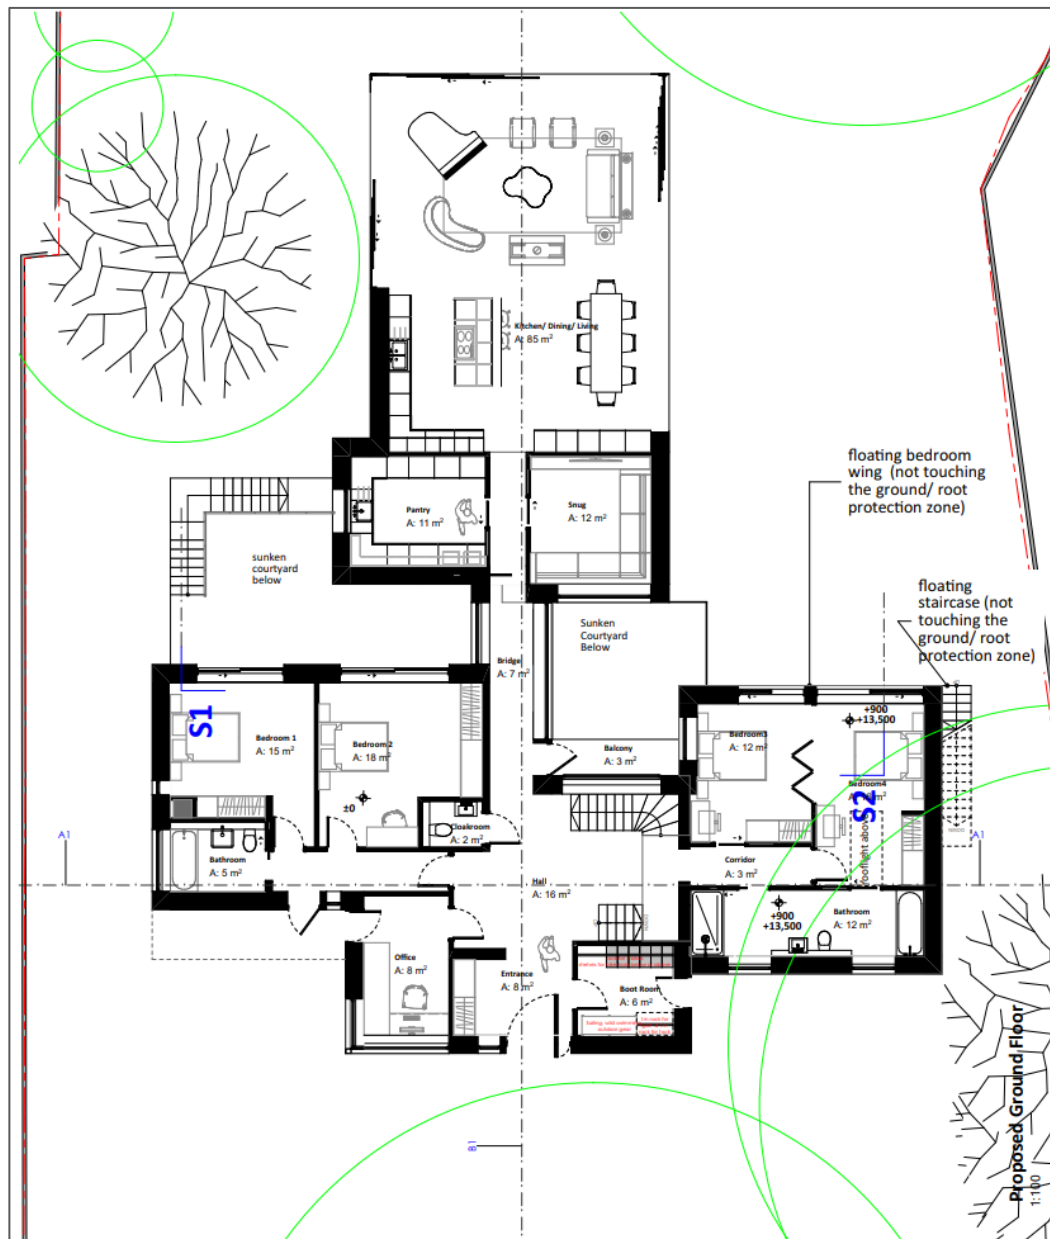 Kitchen/ Dining/ Living
A: 85 m²
floating bedroom
wing (not touching
the ground/ root
protection zone)
Pantry
A: 11 m²
Snug
A: 12 m²
sunken
courtyard
below
floating
staircase (not
touching the
ground/ root
protection zone)
Sunken
Courtyard
Below
Bridge
A: 7 m²
S1
+900
+13,500
Bedroom 1
A: 15 m²
Bedroom 2
A: 18 m²
Bedroom3
A: 12 m²
Balcony
A: 3 m²
Bedroom4
S2
rooflight above
±0
Cloakroom
A: 2 m²
A1
A1
Bathroom
A: 5 m²
Corridor
A: 3 m²
Hall
A: 16 m²
+900
+13,500
Bathroom
A: 12 m²
Office
A: 8 m²
Entrance
A: 8 m²
Boot Room
A: 6 m²
outdoor gear
B1
Proposed Ground Floor
1:100